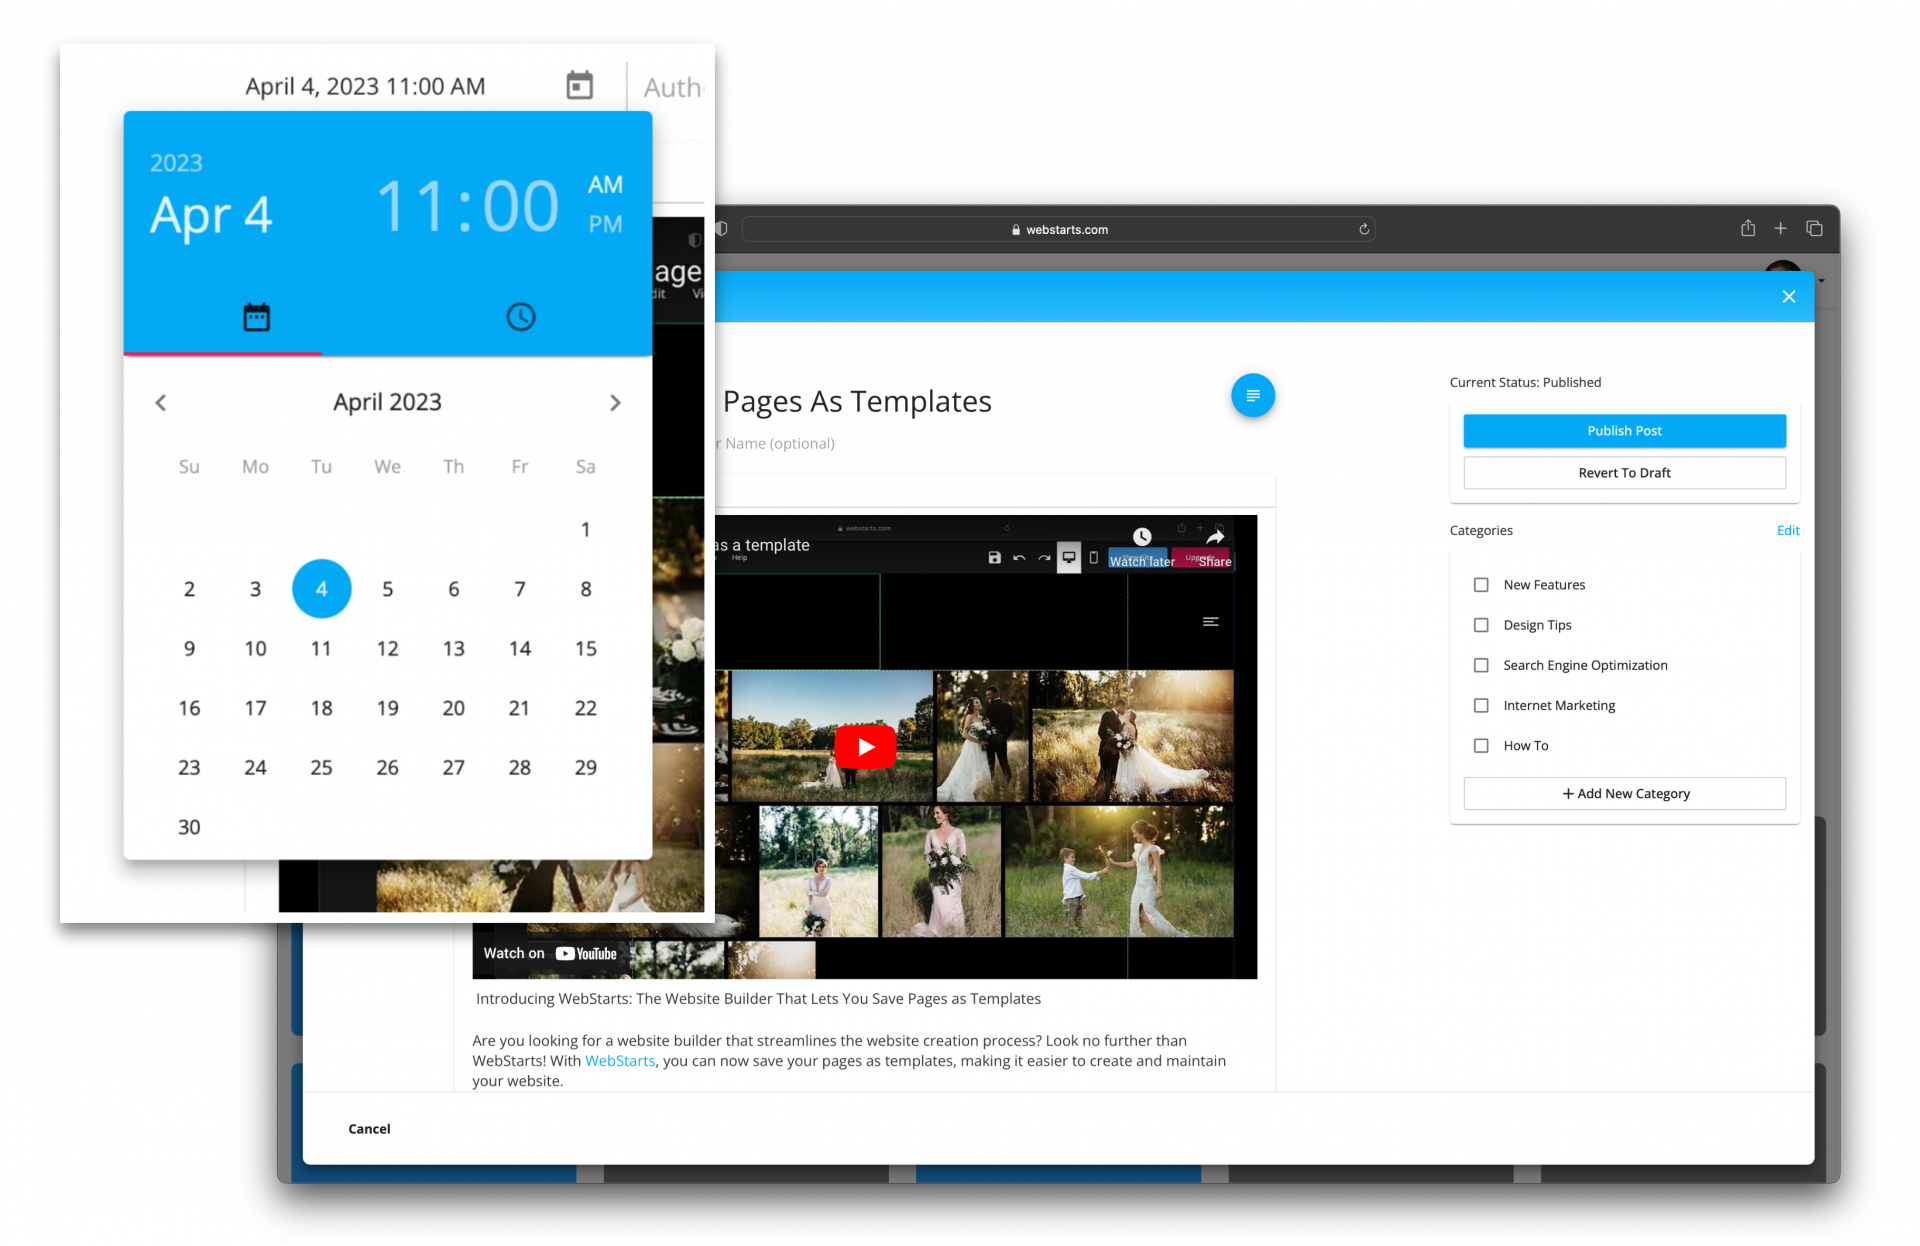 April 4, 2023 11:00 AM
Auth
2023
Apr 4
11:00
AM
PM
April 2023
Su Mo Tu We Th Fr Sa
1
2 3 4 5 6 7 8
9 10 11 12 13 14 15
16 17 18 19 20 21 22
23 24 25 26 27 28 29
30
age
dit Vi
webstarts.com
Pages As Templates
r Name (optional)
webstarts.com
as a template
Help
Watch later
Share
Watch on YouTube
Introducing WebStarts: The Website Builder That Lets You Save Pages as Templates
Are you looking for a website builder that streamlines the website creation process? Look no further than
WebStarts! With WebStarts, you can now save your pages as templates, making it easier to create and maintain
your website.
Cancel
Current Status: Published
Publish Post
Revert To Draft
Categories
Edit
New Features
Design Tips
Search Engine Optimization
Internet Marketing
How To
+ Add New Category